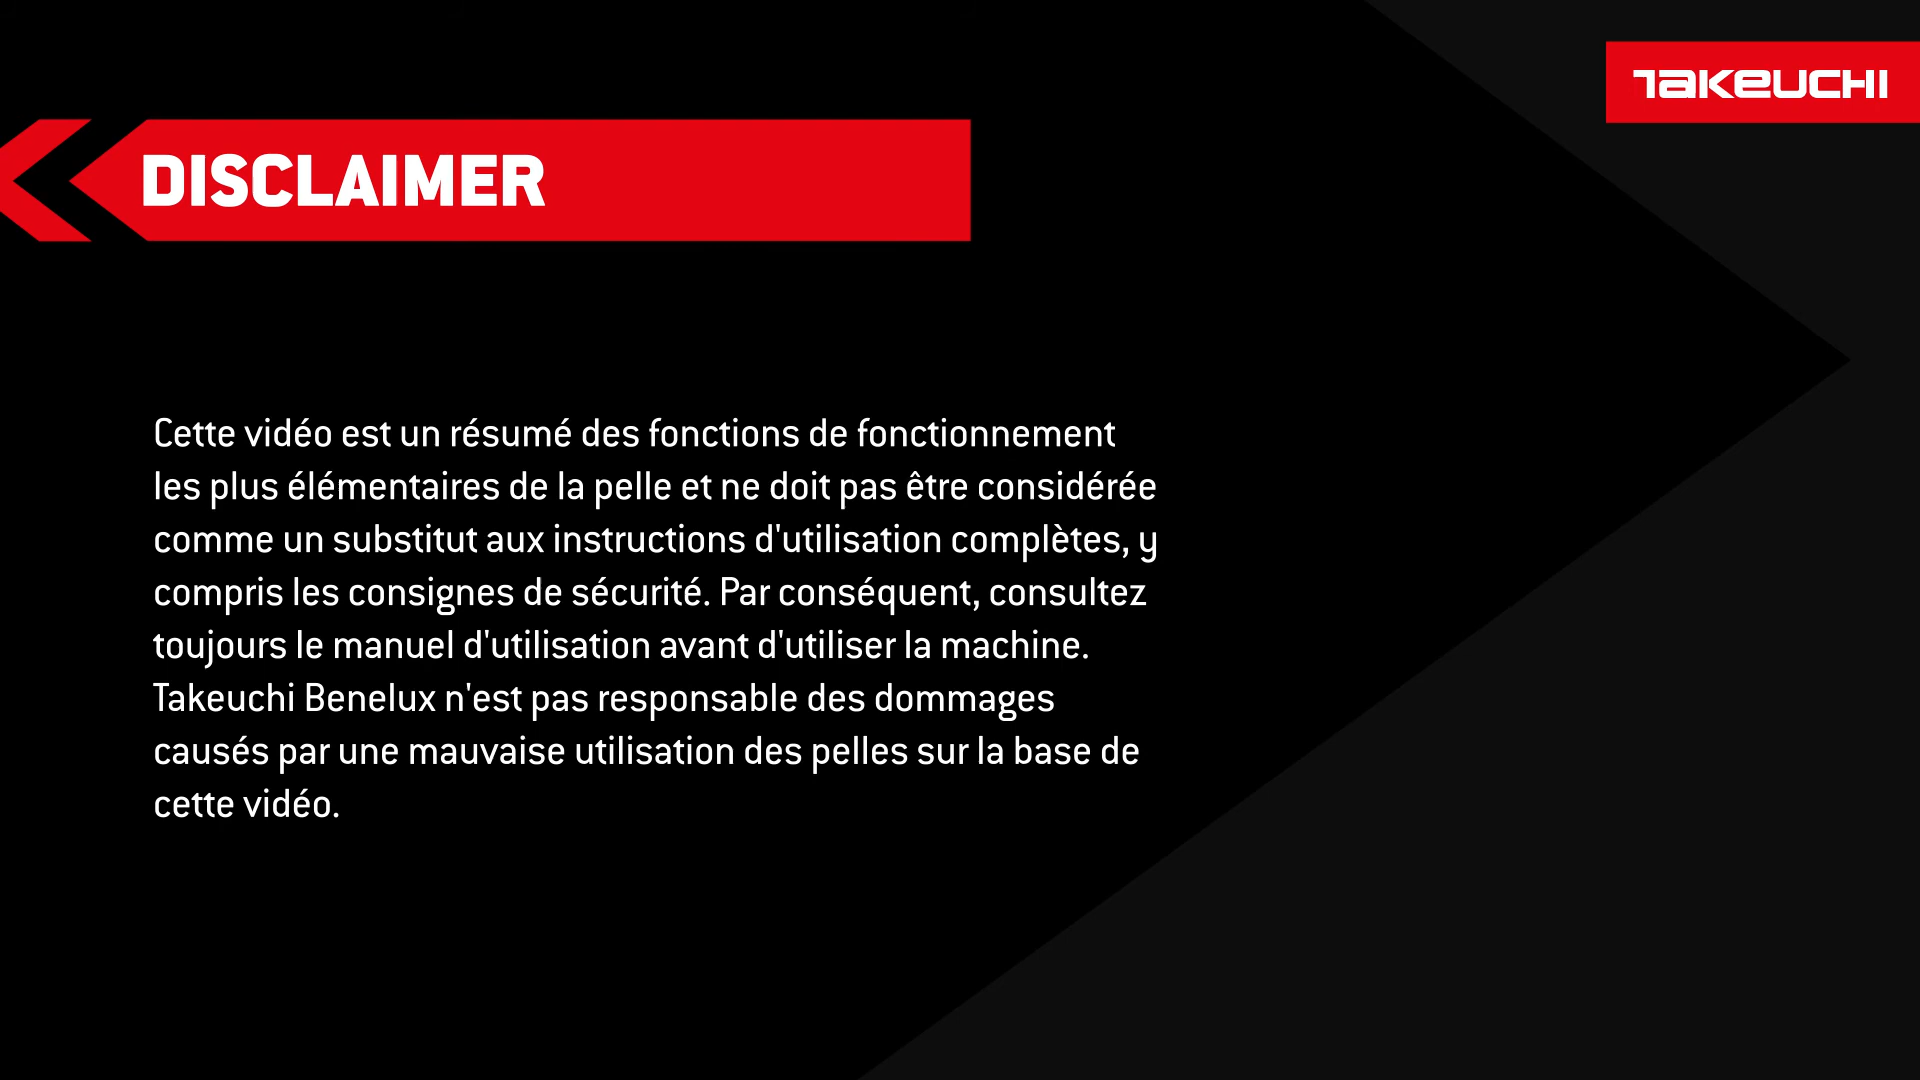 TAKEUCHI
DISCLAIMER
Cette vidéo est un résumé des fonctions de fonctionnement
les plus élémentaires de la pelle et ne doit pas être considérée
comme un substitut aux instructions d'utilisation complètes, y
compris les consignes de sécurité. Par conséquent, consultez
toujours le manuel d'utilisation avant d'utiliser la machine.
Takeuchi Benelux n'est pas responsable des dommages
causés par une mauvaise utilisation des pelles sur la base de
cette vidéo.